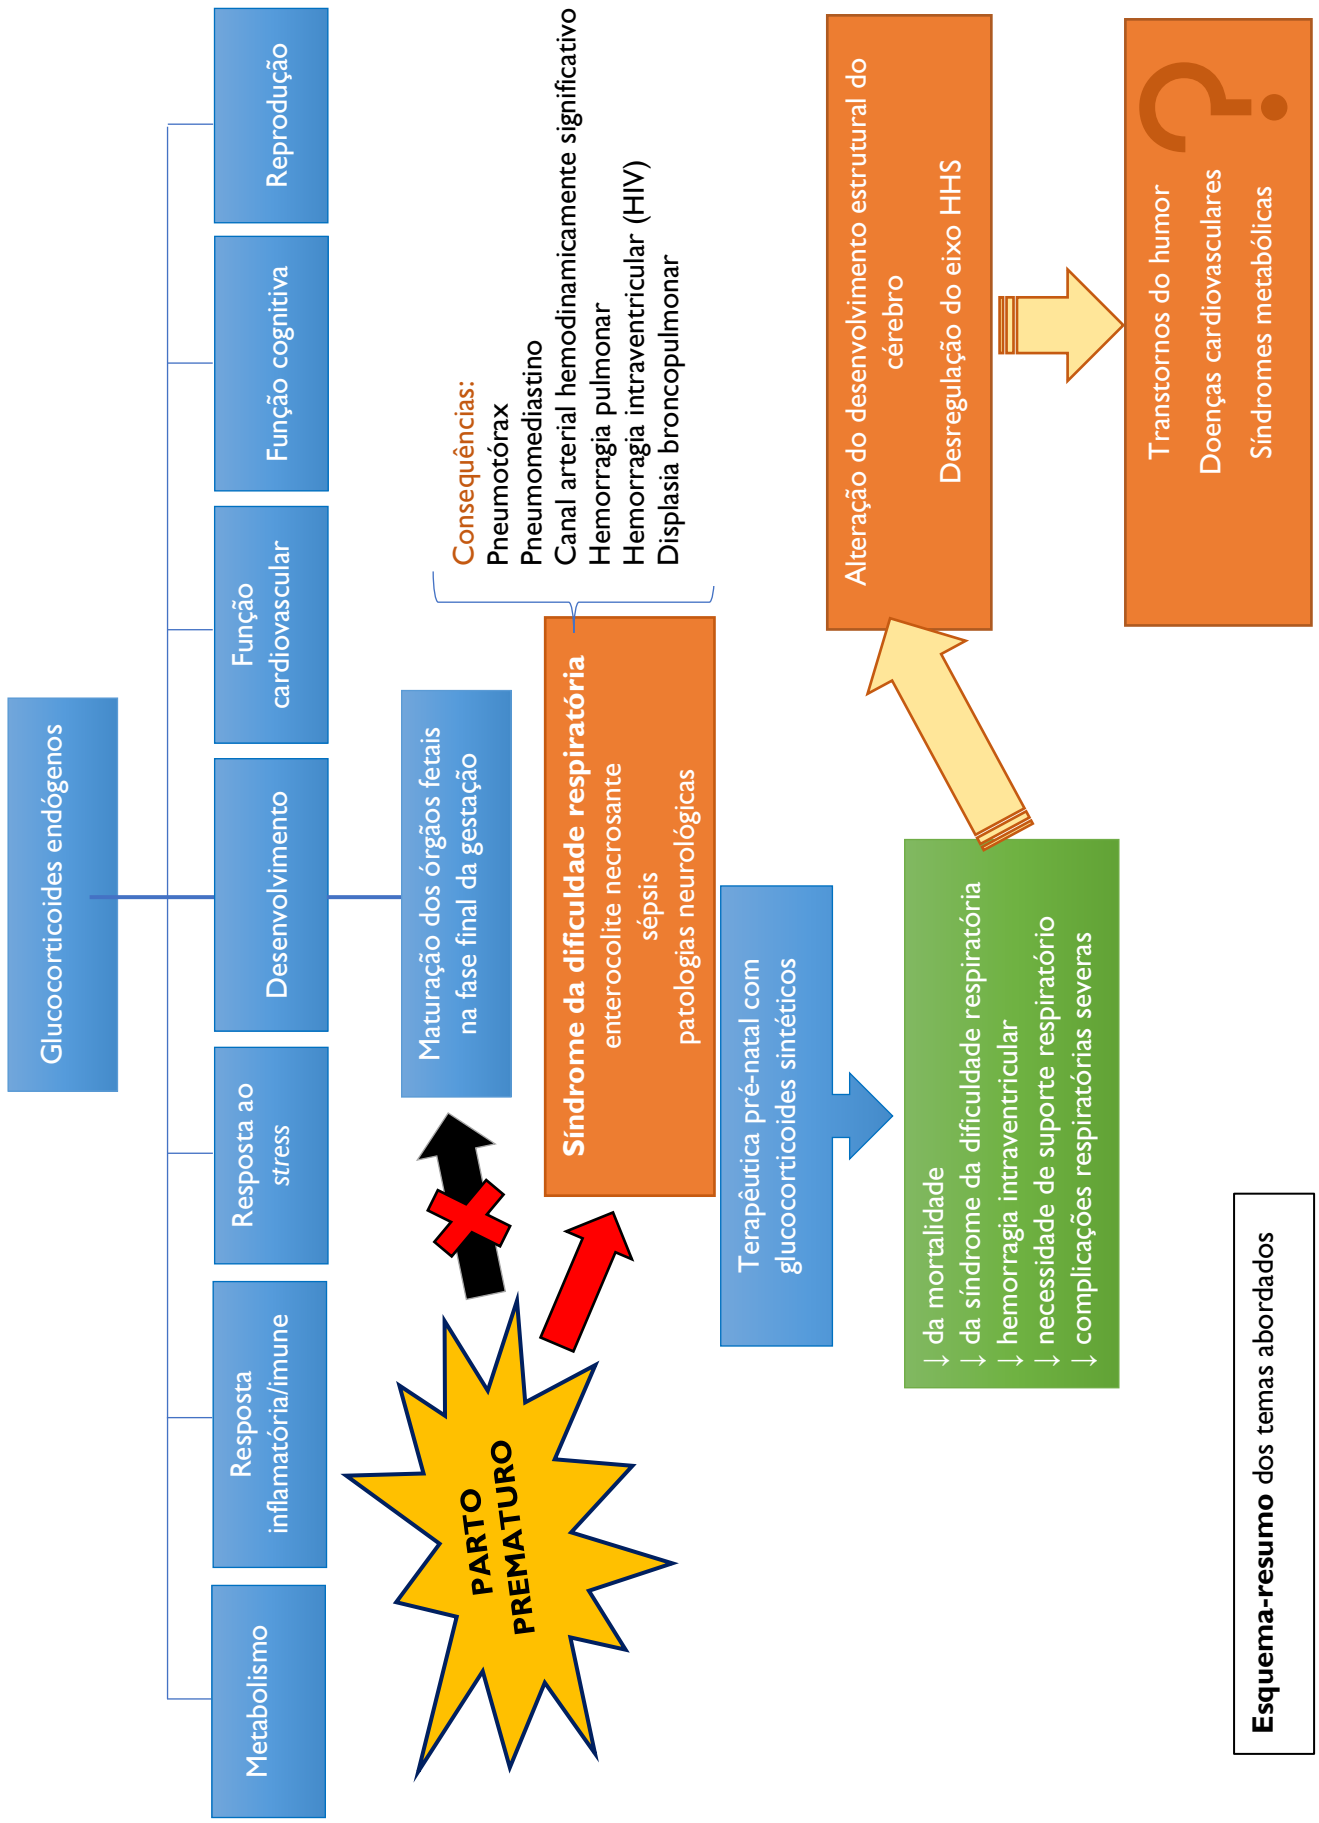 Glucocorticoides endógenos
Metabolismo
Resposta
inflamatória/imune
Resposta ao
stress
Desenvolvimento
Função
cardiovascular
Função cognitiva
Reprodução
Maturação dos órgãos fetais
na fase final da gestação
PARTO
PREMATURO
Síndrome da dificuldade respiratória
enterocolite necrosante
sépsis
patologias neurológicas
Consequências:
Pneumotórax
Pneumomediastino
Canal arterial hemodinamicamente significativo
Hemorragia pulmonar
Hemorragia intraventricular (HIV)
Displasia broncopulmonar
Terapêutica pré-natal com
glucocorticoides sintéticos
↓ da mortalidade
↓ da síndrome da dificuldade respiratória
↓ hemorragia intraventricular
↓ necessidade de suporte respiratório
↓ complicações respiratórias severas
Alteração do desenvolvimento estrutural do
cérebro
Desregulação do eixo HHS
Transtornos do humor
Doenças cardiovasculares
Síndromes metabólicas
?
Esquema-resumo dos temas abordados